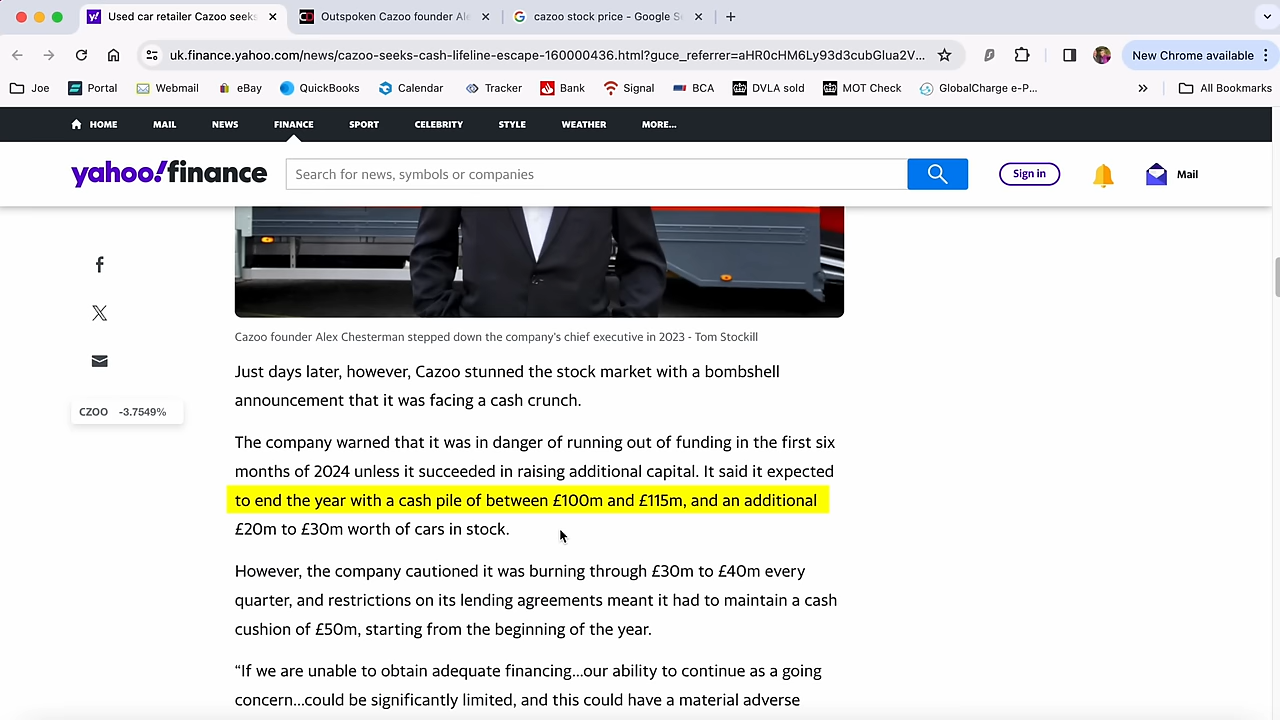 Used car retailer Cazoo seeks
Outspoken Cazoo founder Al
cazoo stock price - Google S
uk.finance.yahoo.com/news/cazoo-seeks-cash-lifeline-escape-160000436.html?guce_referrer=aHR0cHM6Ly93d3cubGlua2V...
New Chrome available
Joe
Portal
Webmail
eBay
QuickBooks
Calendar
Tracker
Bank
Signal
BCA
DVLA sold
MOT Check
GlobalCharge e-P...
All Bookmarks
HOME
MAIL
NEWS
FINANCE
SPORT
CELEBRITY
STYLE
WEATHER
MORE...
yahoo!finance
Search for news, symbols or companies
Sign in
Mail
Cazoo founder Alex Chesterman stepped down the company's chief executive in 2023 - Tom Stockill
CZOO -3.7549%
Just days later, however, Cazoo stunned the stock market with a bombshell
announcement that it was facing a cash crunch.
The company warned that it was in danger of running out of funding in the first six
months of 2024 unless it succeeded in raising additional capital. It said it expected
to end the year with a cash pile of between £100m and £115m, and an additional
£20m to £30m worth of cars in stock.
However, the company cautioned it was burning through £30m to £40m every
quarter, and restrictions on its lending agreements meant it had to maintain a cash
cushion of £50m, starting from the beginning of the year.
“If we are unable to obtain adequate financing...our ability to continue as a going
concern...could be significantly limited, and this could have a material adverse